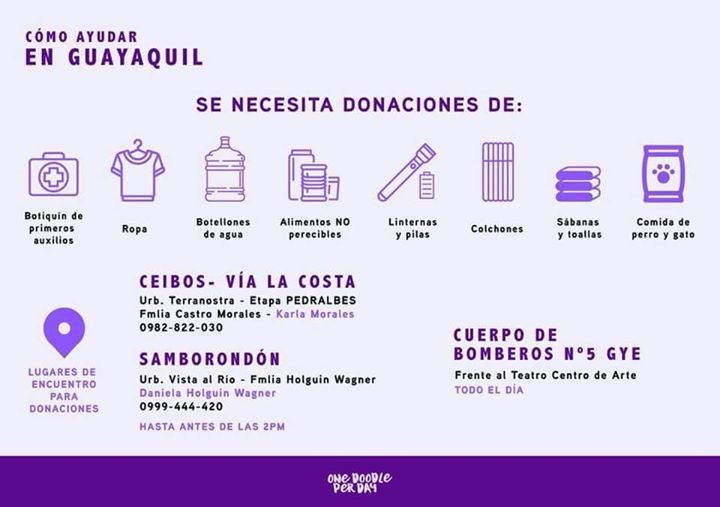 CÓMO AYUDAR
EN GUAYAQUIL
SE NECESITA DONACIONES DE:
Botiquín de
primeros
auxilios
Ropa
Botellones
de agua
Alimentos NO
perecibles
Linternas
y pilas
Colchones
Sábanas
y toallas
Comida de
perro y gato
LUGARES DE
ENCUENTRO
PARA
DONACIONES
CEIBOS- VÍA LA COSTA
Urb. Terranostra - Etapa PEDRALBES
Fmlia Castro Morales - Karla Morales
0982-822-030
SAMBORONDÓN
Urb. Vista al Río - Fmlia Holguin Wagner
Daniela Holguin Wagner
0999-444-420
HASTA ANTES DE LAS 2PM
CUERPO DE
BOMBEROS N°5 GYE
Frente al Teatro Centro de Arte
TODO EL DÍA
ONE DOODLE
PER DAY